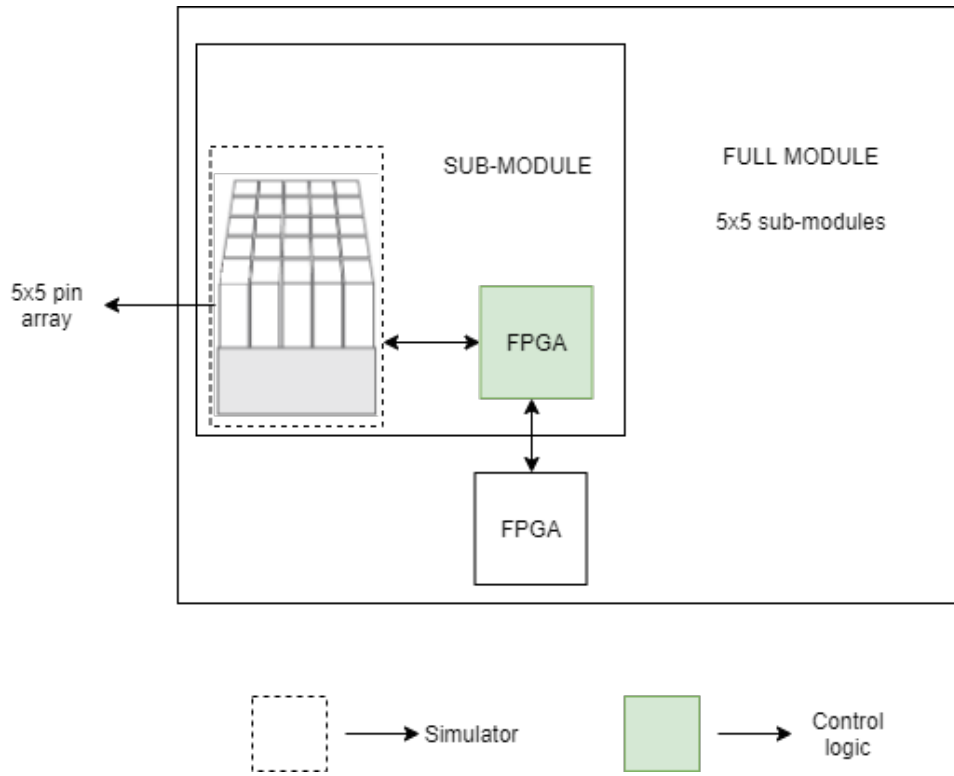 SUB-MODULE
FULL MODULE
5x5 sub-modules
5x5 pin
array
FPGA
FPGA
Simulator
Control
logic